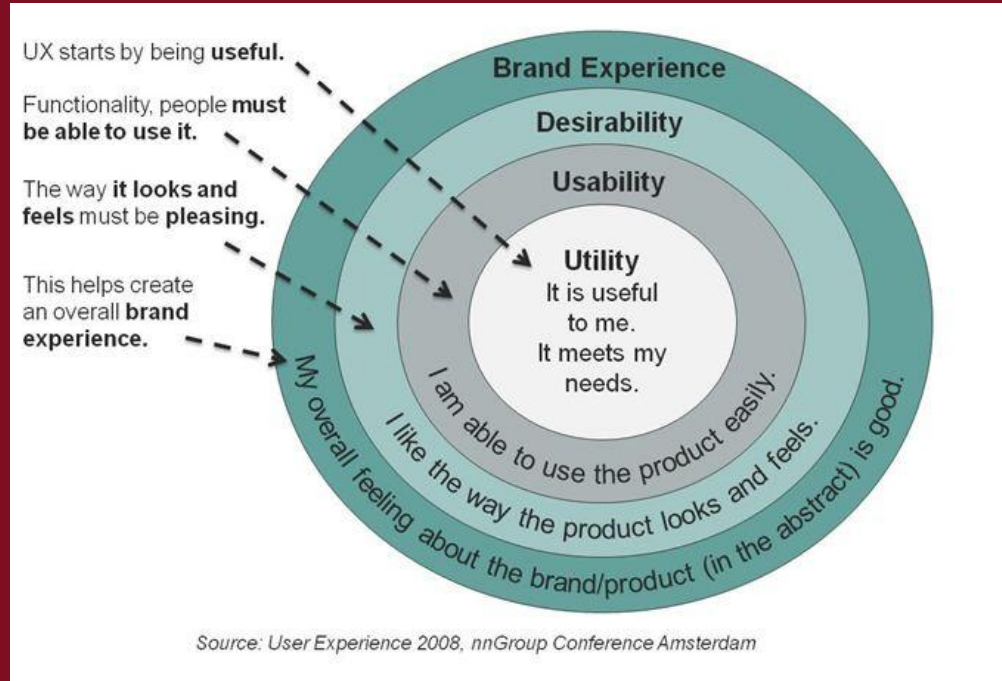 UX starts by being useful.
Functionality, people must
be able to use it.
The way it looks and
feels must be pleasing.
This helps create
an overall brand
experience.
Brand Experience
Desirability
Usability
Utility
It is useful
to me.
It meets my
needs.
I am able to use the product easily.
I like the way the product looks and feels.
My overall feeling about the brand/product (in the abstract) is good.
Source: User Experience 2008, nnGroup Conference Amsterdam